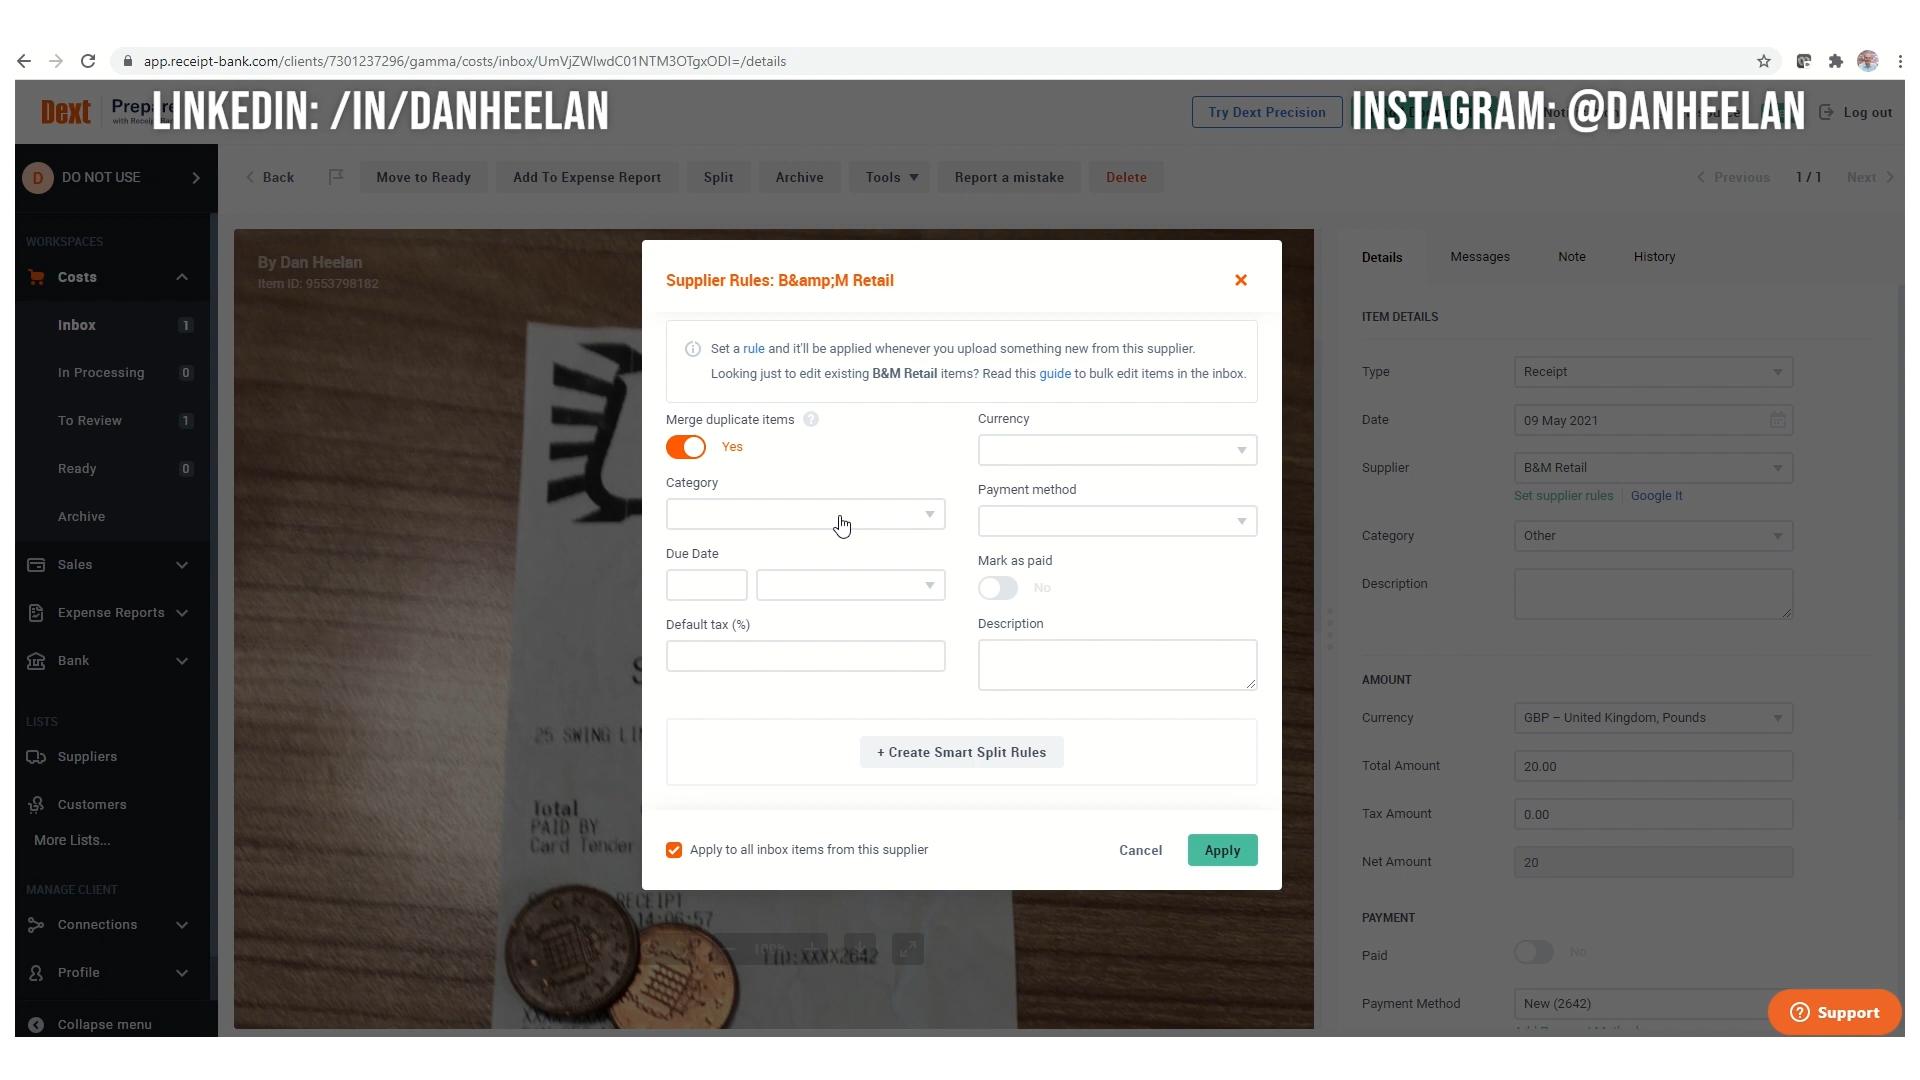 app.receipt-bank.com/clients/7301237296/gamma/costs/inbox/UmVjZWlwdC01NTM3OTgxODI=/details
Dext
Prepare
LINKEDIN: /IN/DANHEELAN
Try Dext Precision
INSTAGRAM: @DANHEELAN
Log out
D
DO NOT USE
Back
Move to Ready
Add To Expense Report
Split
Archive
Tools
Report a mistake
Delete
Previous
1 / 1
Next
WORKSPACES
Costs
Inbox 1
In Processing 0
To Review 1
Ready 0
Archive
Sales
Expense Reports
Bank
LISTS
Suppliers
Customers
More Lists...
MANAGE CLIENT
Connections
Profile
Collapse menu
By Dan Heelan
Item ID: 9553798182
25 SWING
Total
PAID BY
Card Tender
RECEIPT
14:06:57
TID:XXXX2642
100%
Supplier Rules: B&amp;M Retail
Set a rule and it'll be applied whenever you upload something new from this supplier.
Looking just to edit existing B&M Retail items? Read this guide to bulk edit items in the inbox.
Merge duplicate items ?
Yes
Category
Due Date
Default tax (%)
Currency
Payment method
Mark as paid
No
Description
+ Create Smart Split Rules
Apply to all inbox items from this supplier
Cancel
Apply
Details
Messages
Note
History
ITEM DETAILS
Type
Receipt
Date
09 May 2021
Supplier
B&M Retail
Set supplier rules
Google It
Category
Other
Description
AMOUNT
Currency
GBP – United Kingdom, Pounds
Total Amount
20.00
Tax Amount
0.00
Net Amount
20
PAYMENT
Paid
No
Payment Method
New (2642)
? Support